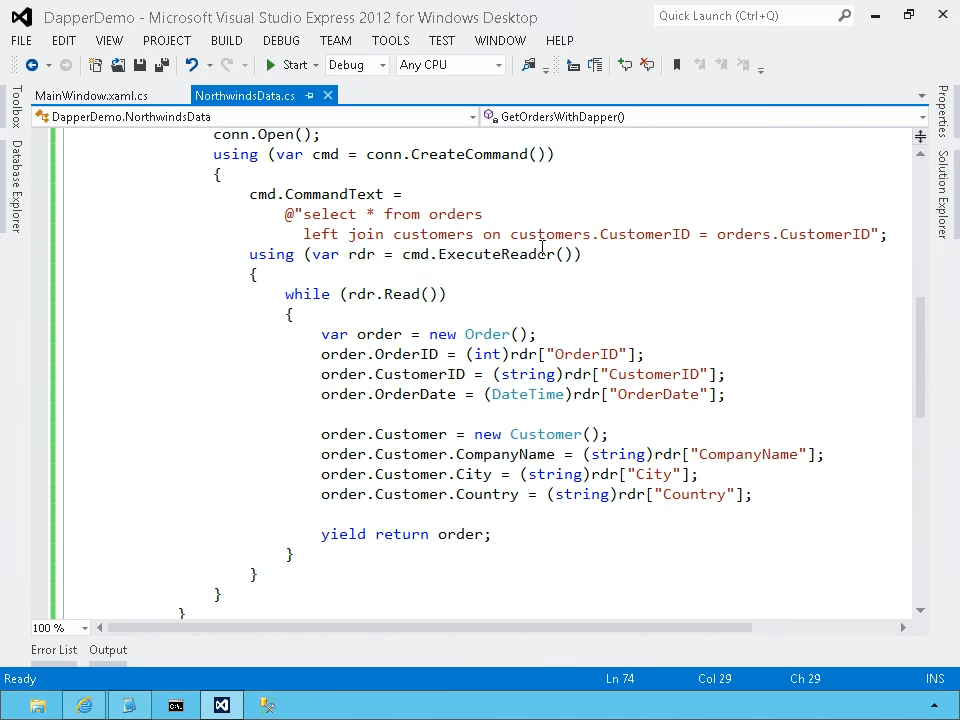 DapperDemo - Microsoft Visual Studio Express 2012 for Windows Desktop
Quick Launch (Ctrl+Q)
FILE EDIT VIEW PROJECT BUILD DEBUG TEAM TOOLS TEST WINDOW HELP
Start Debug Any CPU
MainWindow.xaml.cs NorthwindsData.cs
DapperDemo.NorthwindsData GetOrdersWithDapper()
Toolbox
Database Explorer
Properties
Solution Explorer
conn.Open();
using (var cmd = conn.CreateCommand())
{
cmd.CommandText =
@"select * from orders
left join customers on customers.CustomerID = orders.CustomerID";
using (var rdr = cmd.ExecuteReader())
{
while (rdr.Read())
{
var order = new Order();
order.OrderID = (int)rdr["OrderID"];
order.CustomerID = (string)rdr["CustomerID"];
order.OrderDate = (DateTime)rdr["OrderDate"];
order.Customer = new Customer();
order.Customer.CompanyName = (string)rdr["CompanyName"];
order.Customer.City = (string)rdr["City"];
order.Customer.Country = (string)rdr["Country"];
yield return order;
}
}
}
}
100 %
Error List Output
Ready Ln 74 Col 29 Ch 29 INS